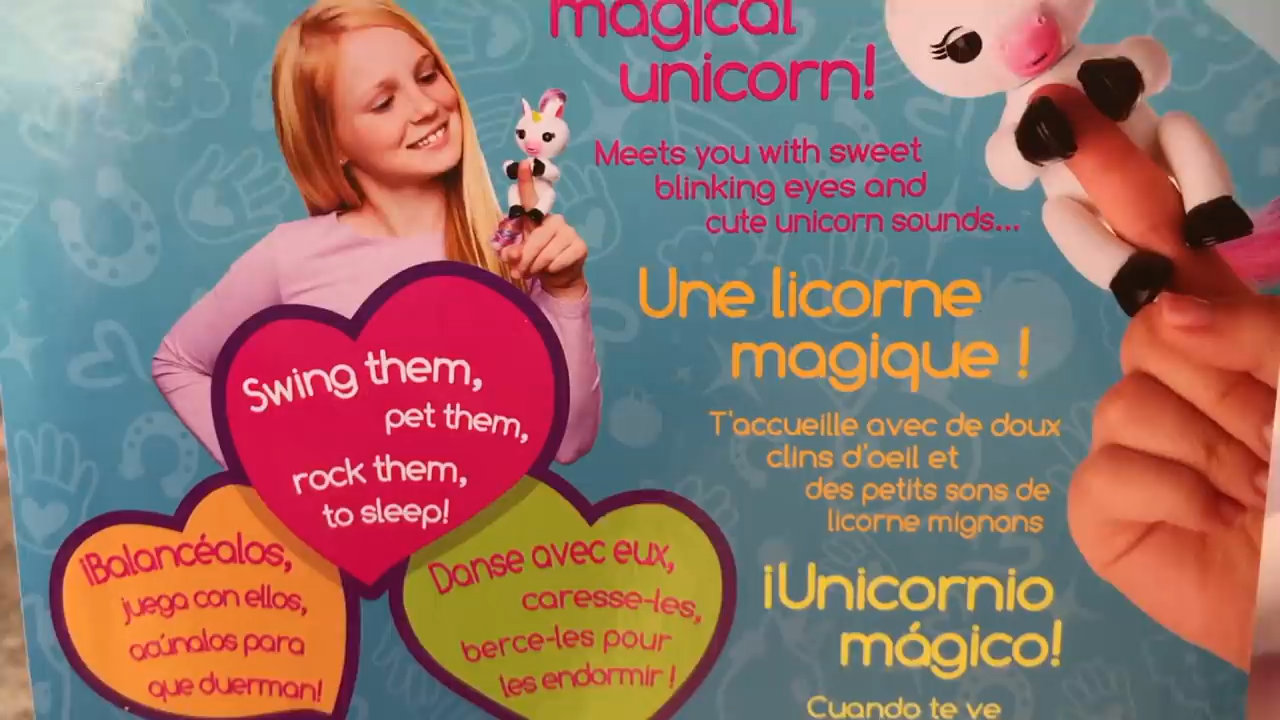 magical
unicorn!
Meets you with sweet
blinking eyes and
cute unicorn sounds...
Une licorne
magique !
T'accueille avec de doux
clins d'oeil et
des petits sons de
licorne mignons
¡Unicornio
mágico!
Cuando te ve
Swing them,
pet them,
rock them,
to sleep!
¡Balancéalos,
juega con ellos,
acúnalos para
que duerman!
Danse avec eux,
caresse-les,
berce-les pour
les endormir !